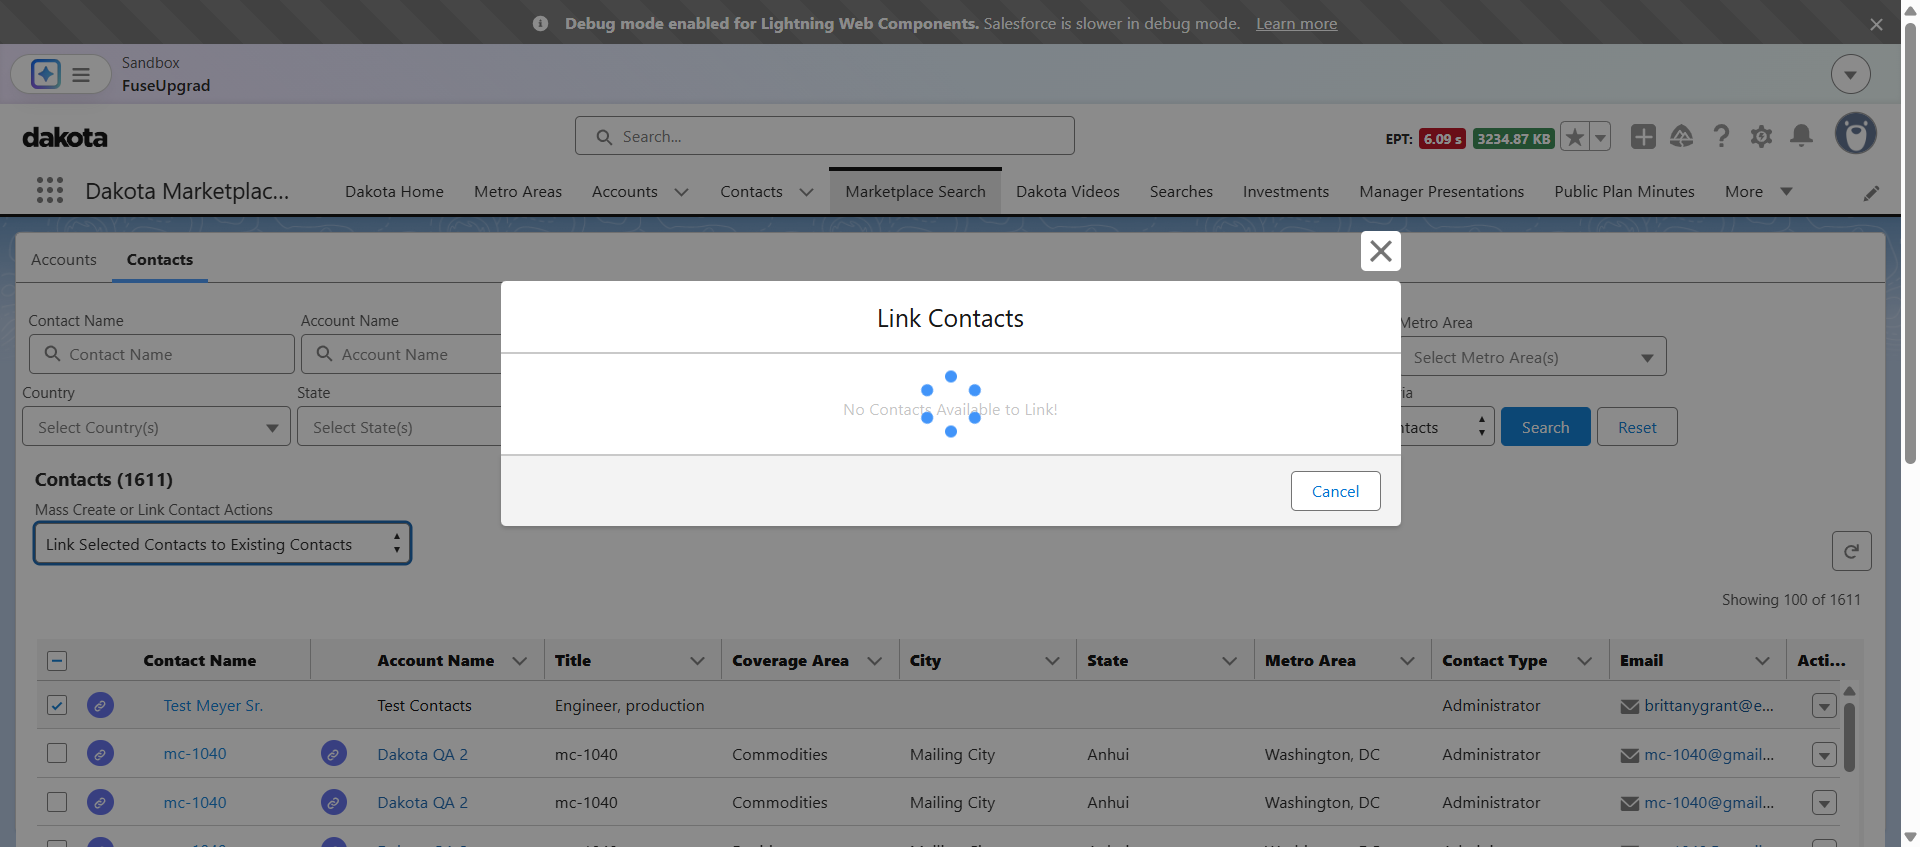 Debug mode enabled for Lightning Web Components. Salesforce is slower in debug mode. Learn more
Sandbox
FuseUpgrad
dakota
Search...
EPT: 6.09 s 3234.87 KB
Dakota Marketplac...
Dakota Home Metro Areas Accounts Contacts Marketplace Search Dakota Videos Searches Investments Manager Presentations Public Plan Minutes More
Accounts Contacts
Link Contacts
Contact Name Account Name Metro Area
Contact Name Account Name Select Metro Area(s)
Country State ia
No Contacts Available to Link!
Select Country(s) Select State(s) ntacts Search Reset
Contacts (1611)
Cancel
Mass Create or Link Contact Actions
Link Selected Contacts to Existing Contacts
Showing 100 of 1611
Contact Name Account Name Title Coverage Area City State Metro Area Contact Type Email Acti...
Test Meyer Sr. Test Contacts Engineer, production Administrator brittanygrant@e...
mc-1040 Dakota QA 2 mc-1040 Commodities Mailing City Anhui Washington, DC Administrator mc-1040@gmail...
mc-1040 Dakota QA 2 mc-1040 Commodities Mailing City Anhui Washington, DC Administrator mc-1040@gmail...